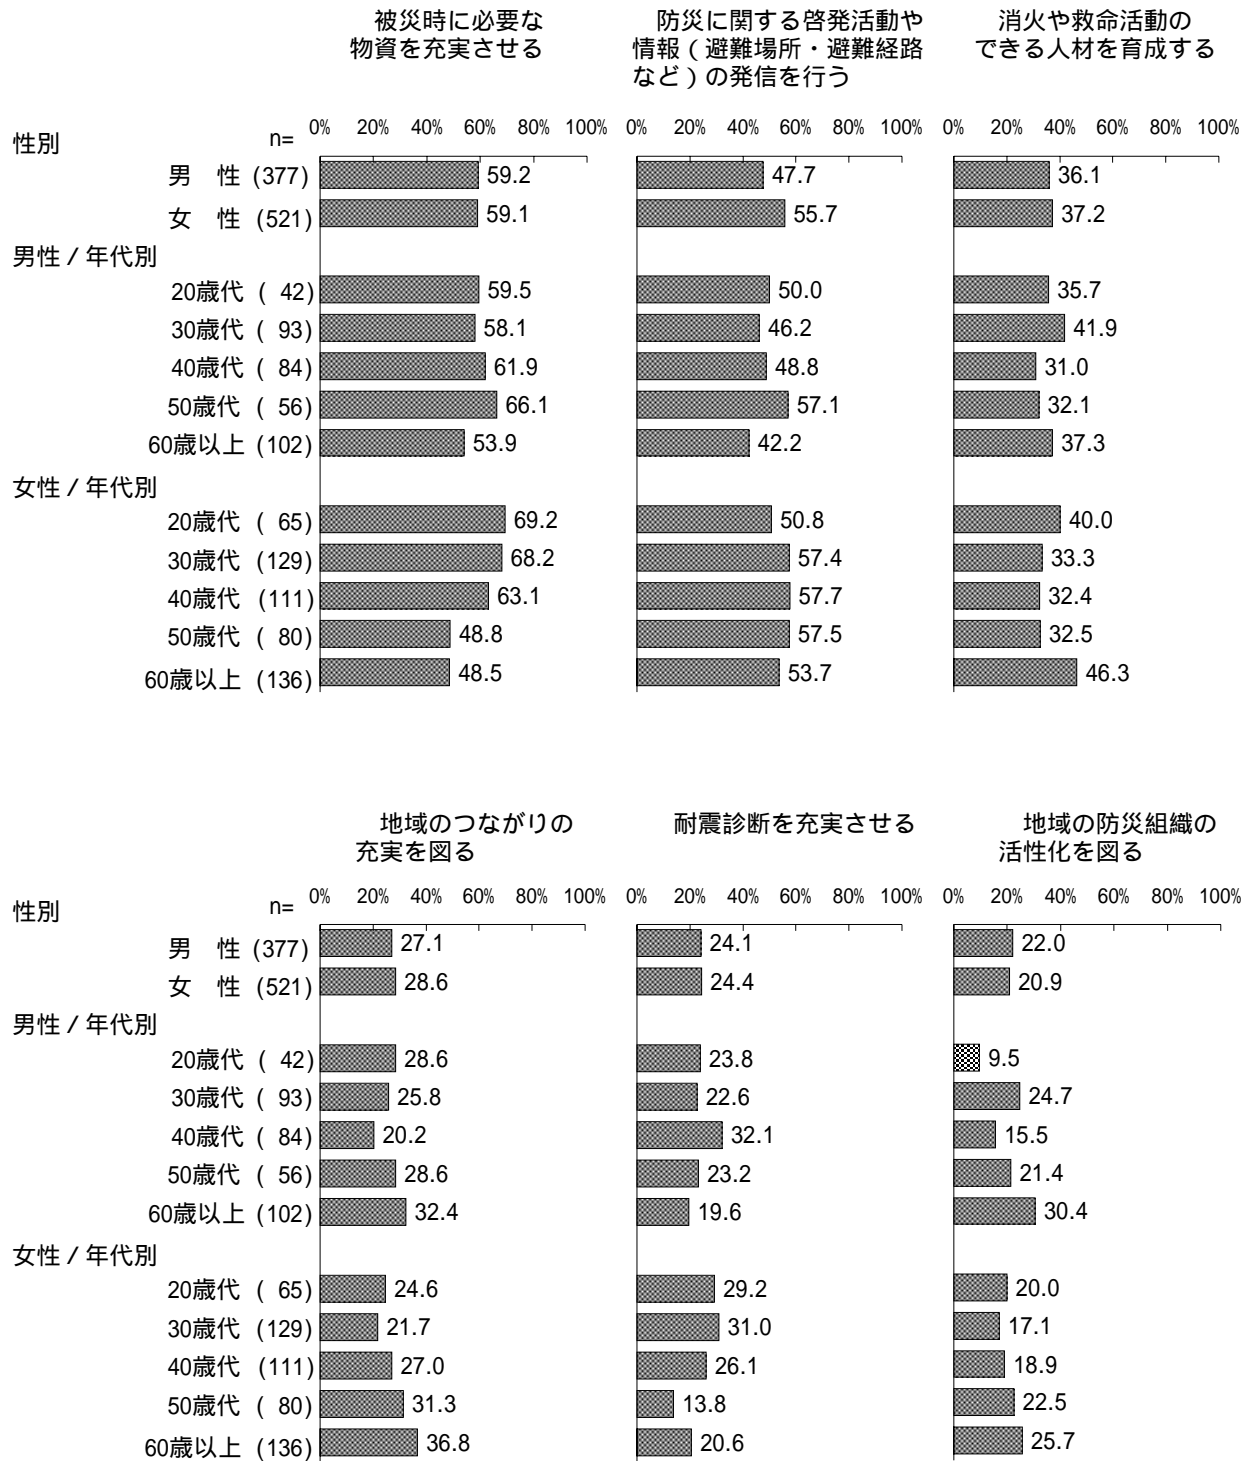 被災時に必要な
物資を充実させる
防災に関する啓発活動や
情報（避難場所・避難経路
など）の発信を行う
消火や救命活動の
できる人材を育成する
性別 n= 0% 20% 40% 60% 80% 100% 0% 20% 40% 60% 80% 100% 0% 20% 40% 60% 80% 100%
男　性 (377) 59.2 47.7 36.1
女　性 (521) 59.1 55.7 37.2
男性／年代別
20歳代 ( 42) 59.5 50.0 35.7
30歳代 ( 93) 58.1 46.2 41.9
40歳代 ( 84) 61.9 48.8 31.0
50歳代 ( 56) 66.1 57.1 32.1
60歳以上 (102) 53.9 42.2 37.3
女性／年代別
20歳代 ( 65) 69.2 50.8 40.0
30歳代 (129) 68.2 57.4 33.3
40歳代 (111) 63.1 57.7 32.4
50歳代 ( 80) 48.8 57.5 32.5
60歳以上 (136) 48.5 53.7 46.3
地域のつながりの
充実を図る
耐震診断を充実させる
地域の防災組織の
活性化を図る
性別 n= 0% 20% 40% 60% 80% 100% 0% 20% 40% 60% 80% 100% 0% 20% 40% 60% 80% 100%
男　性 (377) 27.1 24.1 22.0
女　性 (521) 28.6 24.4 20.9
男性／年代別
20歳代 ( 42) 28.6 23.8 9.5
30歳代 ( 93) 25.8 22.6 24.7
40歳代 ( 84) 20.2 32.1 15.5
50歳代 ( 56) 28.6 23.2 21.4
60歳以上 (102) 32.4 19.6 30.4
女性／年代別
20歳代 ( 65) 24.6 29.2 20.0
30歳代 (129) 21.7 31.0 17.1
40歳代 (111) 27.0 26.1 18.9
50歳代 ( 80) 31.3 13.8 22.5
60歳以上 (136) 36.8 20.6 25.7